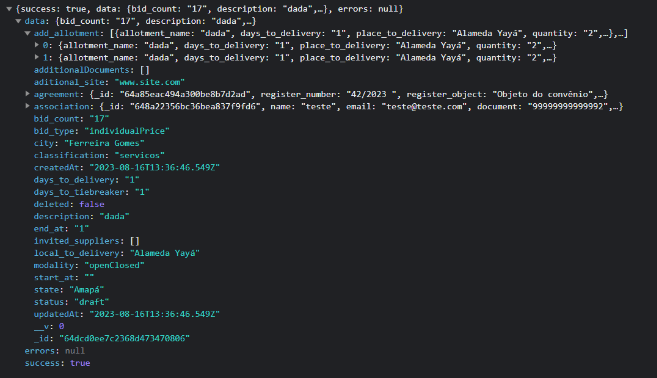 {success: true, data: {bid_count: "17", description: "dada",…}, errors: null}
data: {bid_count: "17", description: "dada",…}
add_allotment: [{allotment_name: "dada", days_to_delivery: "1", place_to_delivery: "Alameda Yayá", quantity: "2",…},…]
0: {allotment_name: "dada", days_to_delivery: "1", place_to_delivery: "Alameda Yayá", quantity: "2",…}
1: {allotment_name: "dada", days_to_delivery: "1", place_to_delivery: "Alameda Yayá", quantity: "2",…}
additionalDocuments: []
aditional_site: "www.site.com"
agreement: {_id: "64a85eac494a300be8b7d2ad", register_number: "42/2023 ", register_object: "Objeto do convênio",…}
association: {_id: "648a22356bc36bea837f9fd6", name: "teste", email: "teste@teste.com", document: "99999999999992",…}
bid_count: "17"
bid_type: "individualPrice"
city: "Ferreira Gomes"
classification: "servicos"
createdAt: "2023-08-16T13:36:46.549Z"
days_to_delivery: "1"
days_to_tiebreaker: "1"
deleted: false
description: "dada"
end_at: "1"
invited_suppliers: []
local_to_delivery: "Alameda Yayá"
modality: "openClosed"
start_at: ""
state: "Amapá"
status: "draft"
updatedAt: "2023-08-16T13:36:46.549Z"
__v: 0
_id: "64dcd0ee7c2368d473470806"
errors: null
success: true